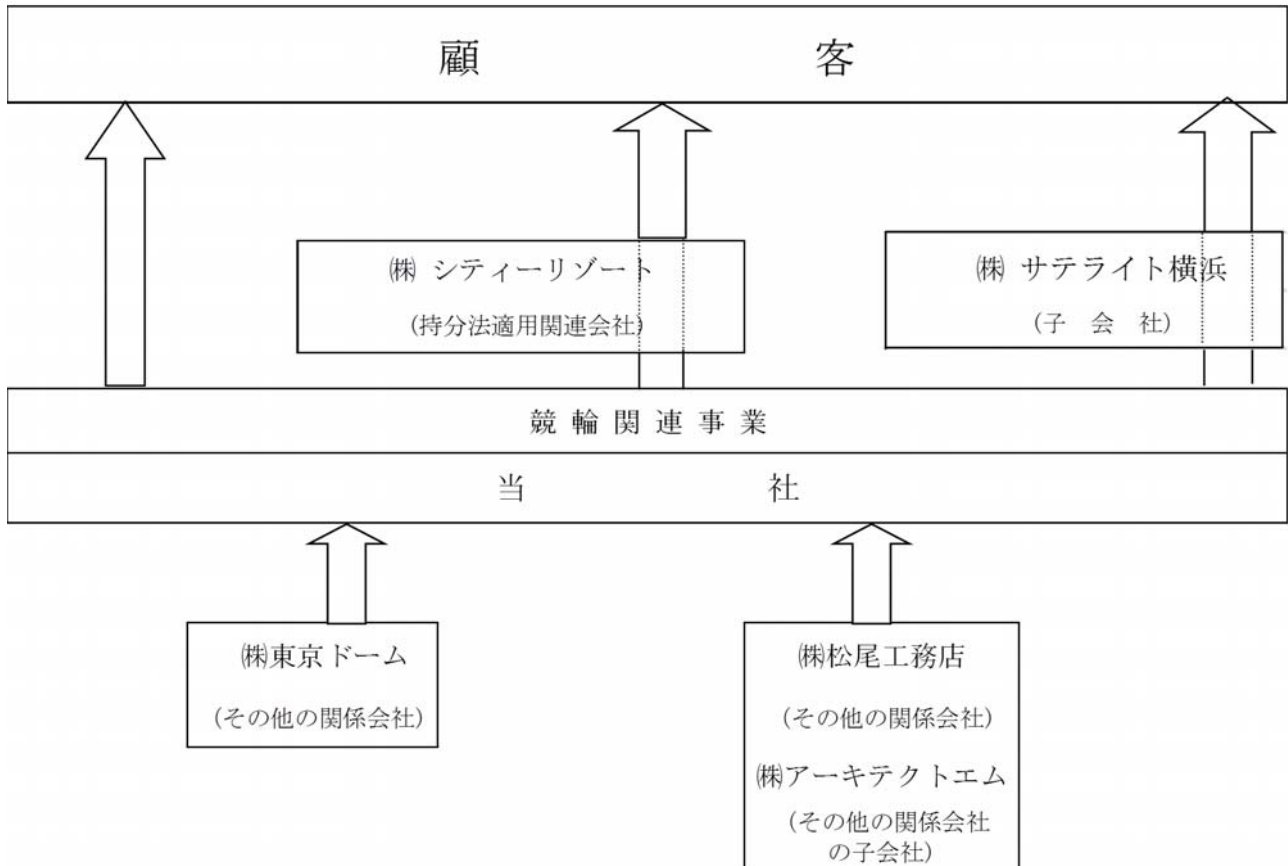 顧 客
㈱ シティーリゾート
(持分法適用関連会社)
㈱ サテライト横浜
(子 会 社)
競 輪 関 連 事 業
当 社
㈱東京ドーム
(その他の関係会社)
㈱松尾工務店
(その他の関係会社)
㈱アーキテクトエム
(その他の関係会社
の子会社)